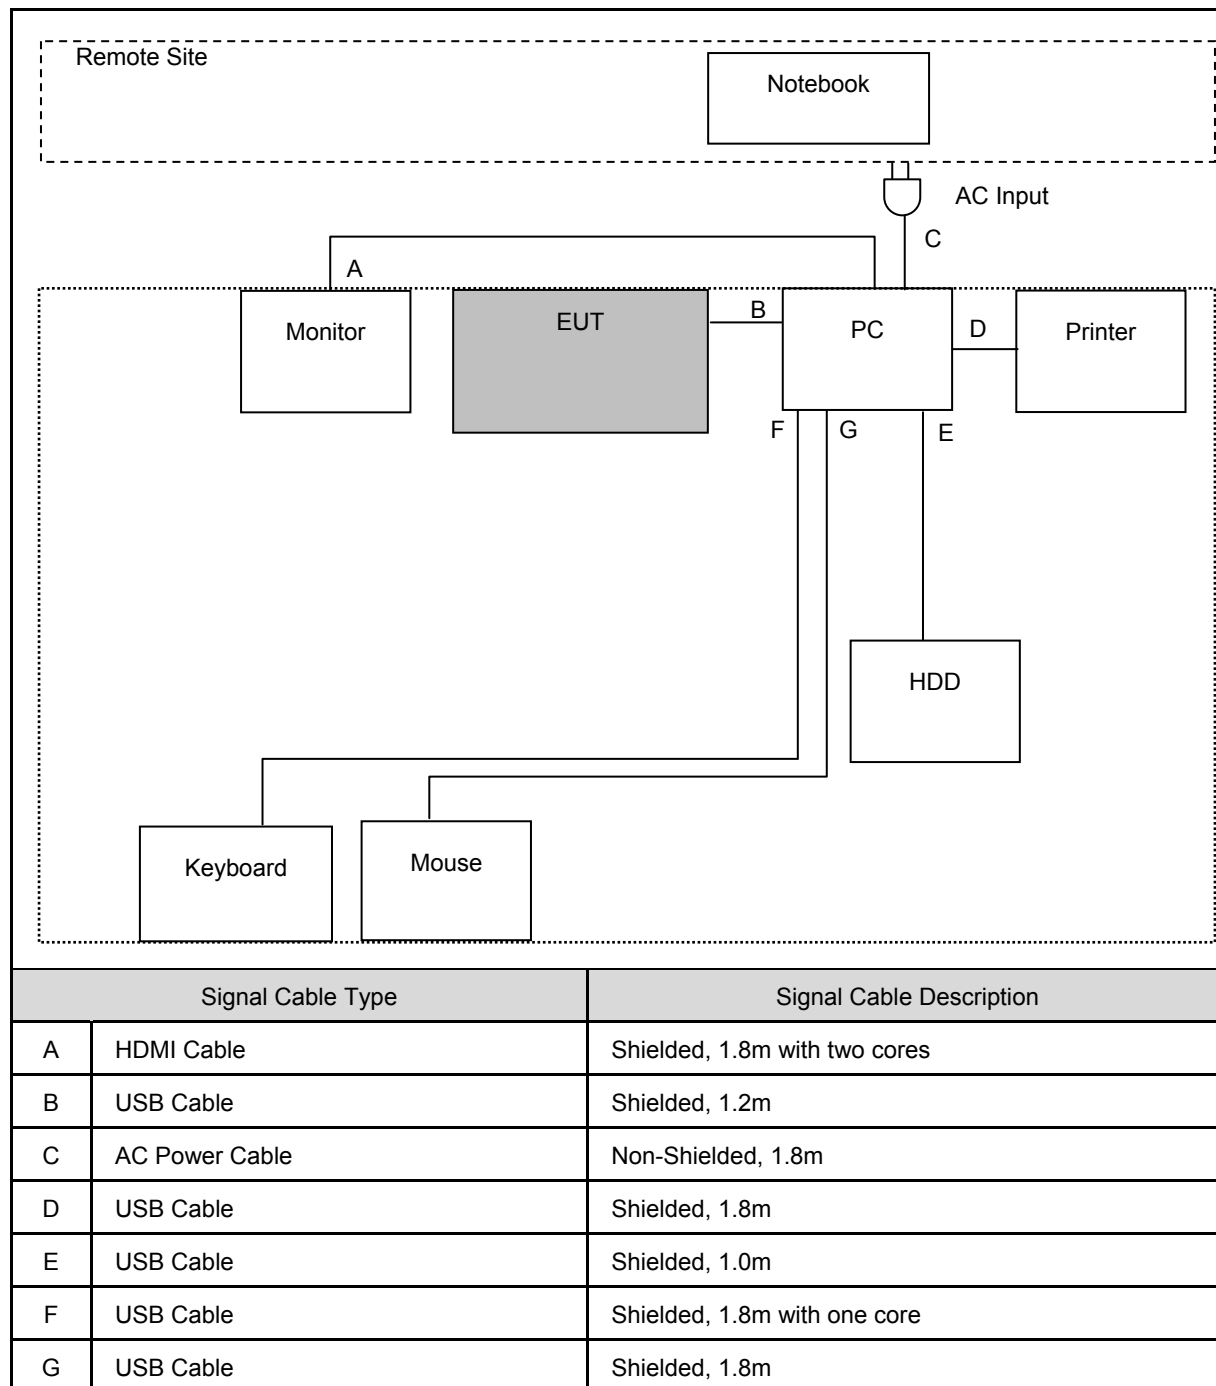 Remote Site
Notebook
AC Input
C
A
Monitor
EUT
B
PC
D
Printer
F
G
E
HDD
Keyboard
Mouse
Signal Cable Type Signal Cable Description
A HDMI Cable Shielded, 1.8m with two cores
B USB Cable Shielded, 1.2m
C AC Power Cable Non-Shielded, 1.8m
D USB Cable Shielded, 1.8m
E USB Cable Shielded, 1.0m
F USB Cable Shielded, 1.8m with one core
G USB Cable Shielded, 1.8m